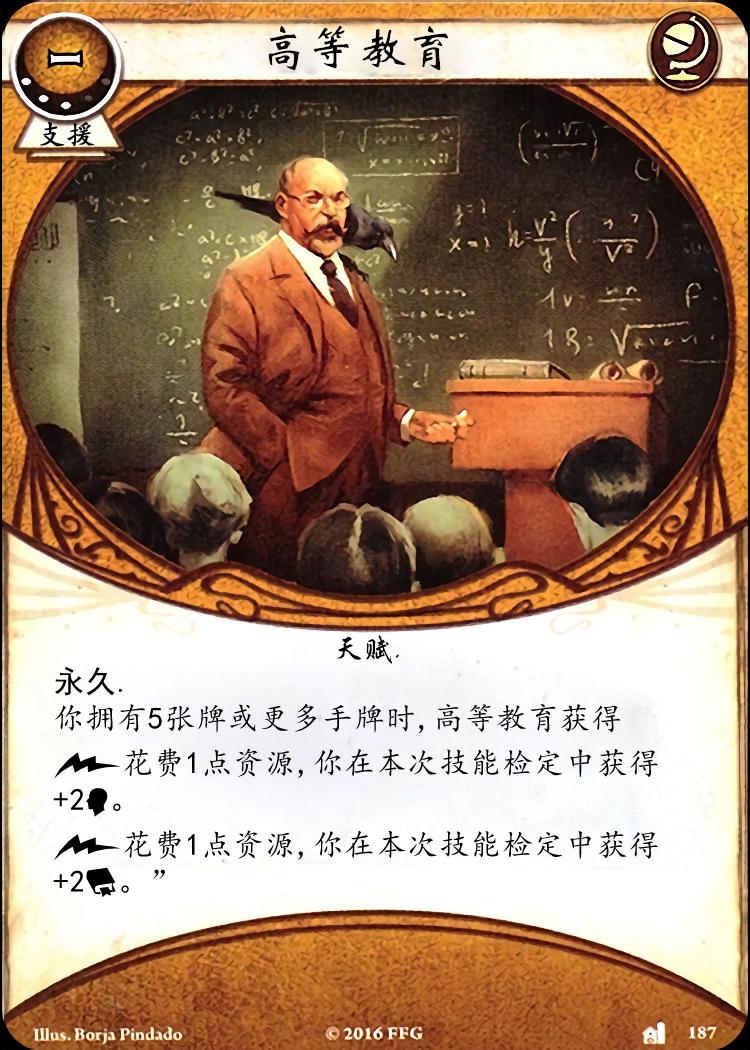 高等教育
支援
天赋.
永久.
你拥有5张牌或更多手牌时,高等教育获得
花费1点资源,你在本次技能检定中获得
+2。
花费1点资源,你在本次技能检定中获得
+2。”
Illus. Borja Pindado
© 2016 FFG
187